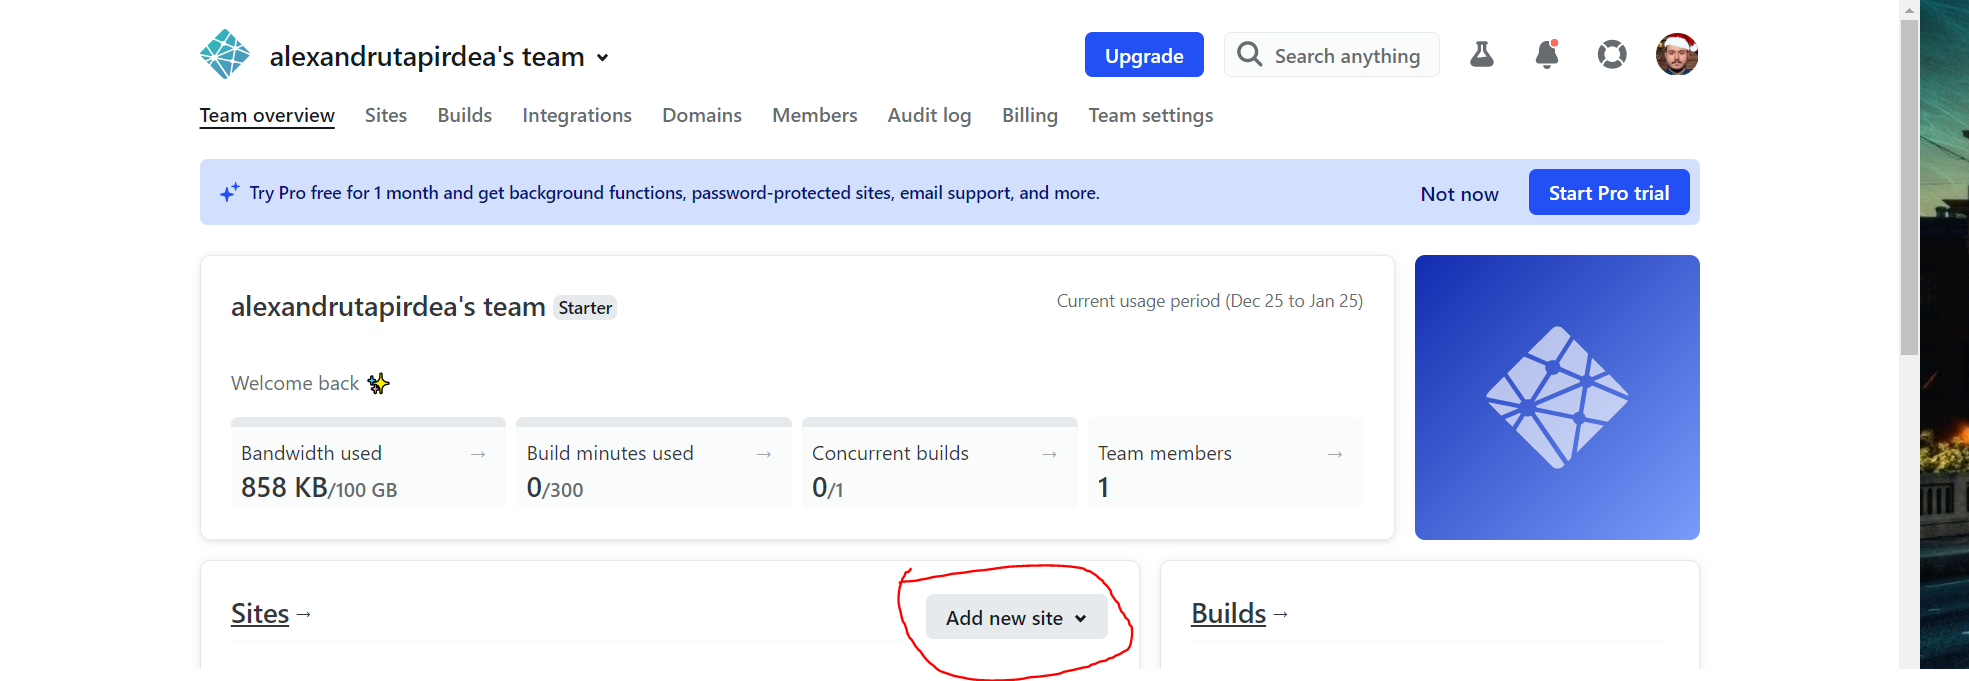 alexandrutapirdea's team
Upgrade
Search anything
Team overview Sites Builds Integrations Domains Members Audit log Billing Team settings
Try Pro free for 1 month and get background functions, password-protected sites, email support, and more.
Not now
Start Pro trial
alexandrutapirdea's team Starter
Current usage period (Dec 25 to Jan 25)
Welcome back ✨
Bandwidth used →
858 KB/100 GB
Build minutes used →
0/300
Concurrent builds →
0/1
Team members →
1
Sites →
Add new site
Builds →